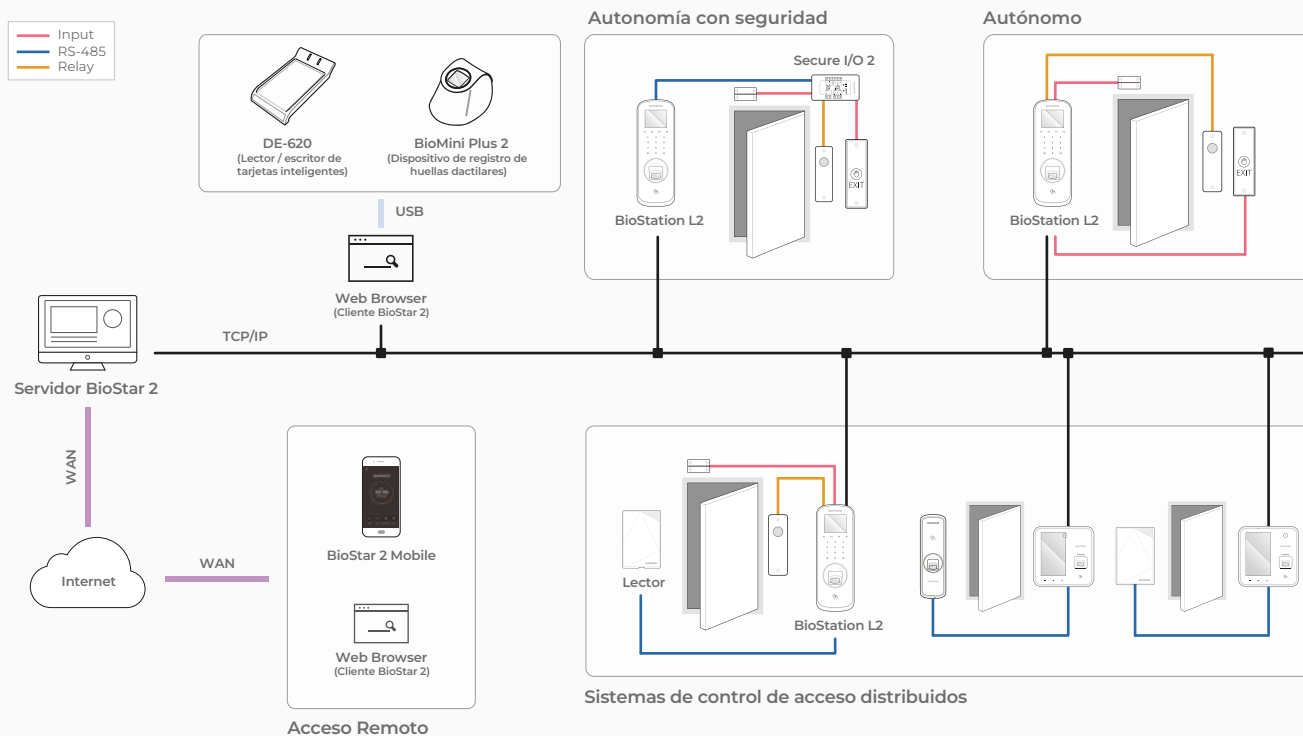 Input
RS-485
Relay
DE-620
(Lector / escritor de
tarjetas inteligentes)
BioMini Plus 2
(Dispositivo de registro de
huellas dactilares)
USB
Web Browser
(Cliente BioStar 2)
TCP/IP
Servidor BioStar 2
WAN
Internet
WAN
BioStar 2 Mobile
Web Browser
(Cliente BioStar 2)
Acceso Remoto
Autonomía con seguridad
Secure I/O 2
EXIT
BioStation L2
Autónomo
EXIT
BioStation L2
Lector
BioStation L2
Sistemas de control de acceso distribuidos